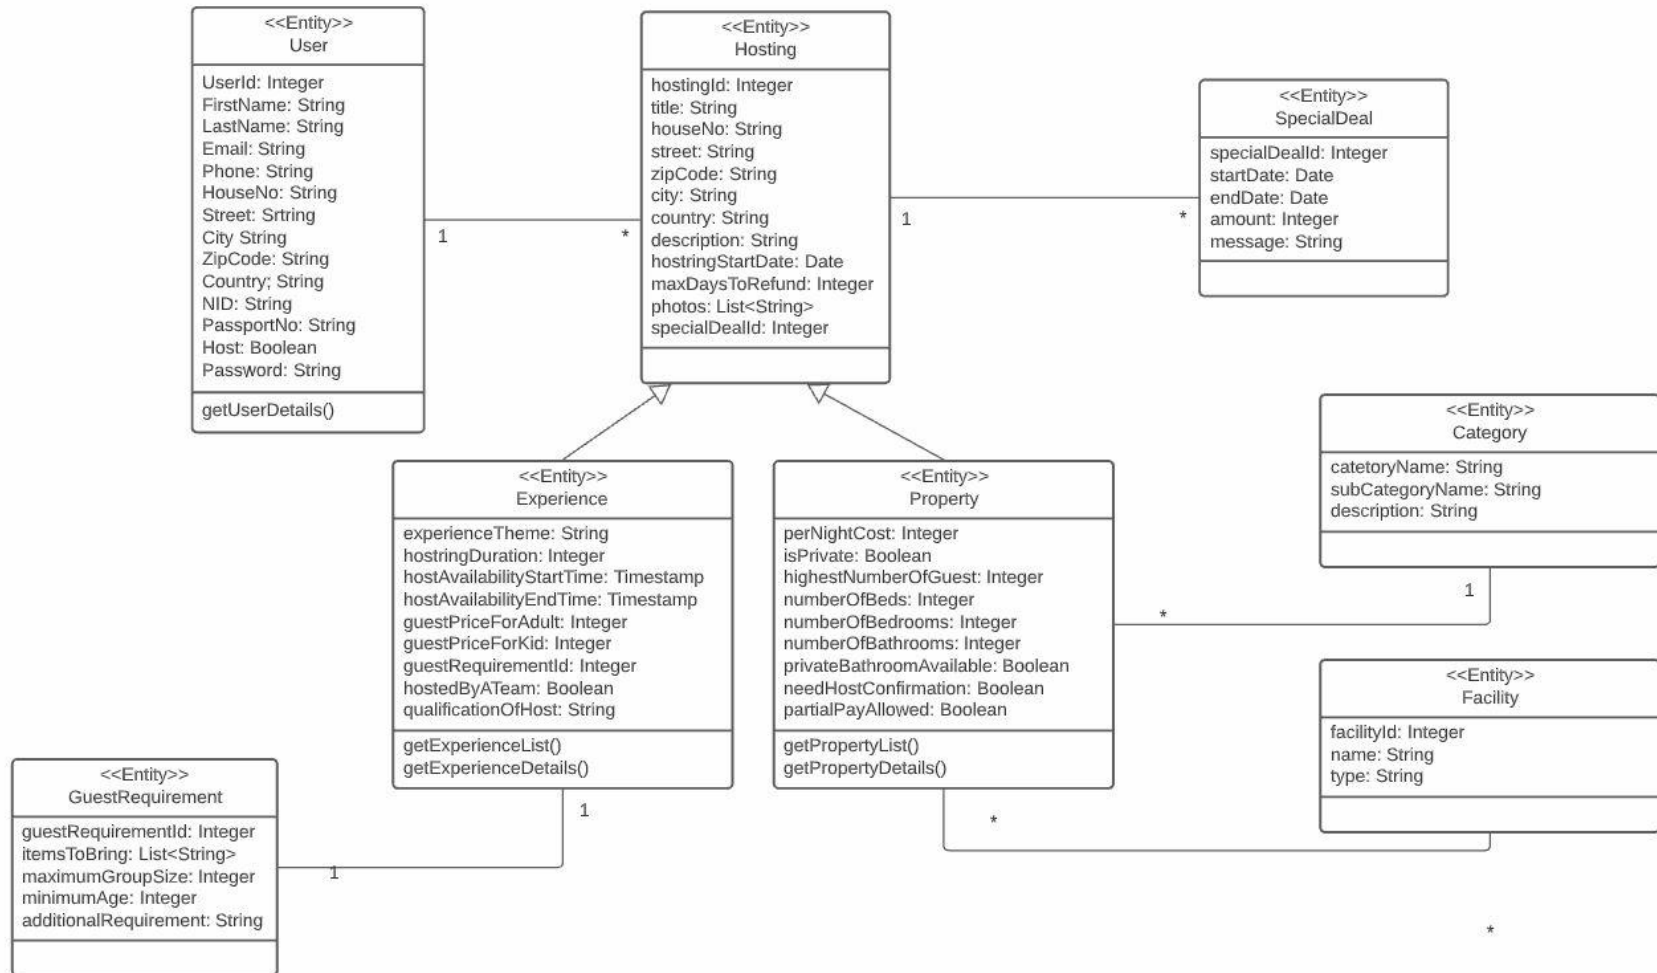 <<Entity>>
User
UserId: Integer
FirstName: String
LastName: String
Email: String
Phone: String
HouseNo: String
Street: Srtring
City String
ZipCode: String
Country; String
NID: String
PassportNo: String
Host: Boolean
Password: String
getUserDetails()
1
*
<<Entity>>
Hosting
hostingId: Integer
title: String
houseNo: String
street: String
zipCode: String
city: String
country: String
description: String
hostringStartDate: Date
maxDaysToRefund: Integer
photos: List<String>
specialDealId: Integer
1
*
<<Entity>>
SpecialDeal
specialDealId: Integer
startDate: Date
endDate: Date
amount: Integer
message: String
<<Entity>>
Experience
experienceTheme: String
hostringDuration: Integer
hostAvailabilityStartTime: Timestamp
hostAvailabilityEndTime: Timestamp
guestPriceForAdult: Integer
guestPriceForKid: Integer
guestRequirementId: Integer
hostedByATeam: Boolean
qualificationOfHost: String
getExperienceList()
getExperienceDetails()
1
1
<<Entity>>
Property
perNightCost: Integer
isPrivate: Boolean
highestNumberOfGuest: Integer
numberOfBeds: Integer
numberOfBedrooms: Integer
numberOfBathrooms: Integer
privateBathroomAvailable: Boolean
needHostConfirmation: Boolean
partialPayAllowed: Boolean
getPropertyList()
getPropertyDetails()
*
*
<<Entity>>
Category
catetoryName: String
subCategoryName: String
description: String
1
<<Entity>>
Facility
facilityId: Integer
name: String
type: String
*
<<Entity>>
GuestRequirement
guestRequirementId: Integer
itemsToBring: List<String>
maximumGroupSize: Integer
minimumAge: Integer
additionalRequirement: String